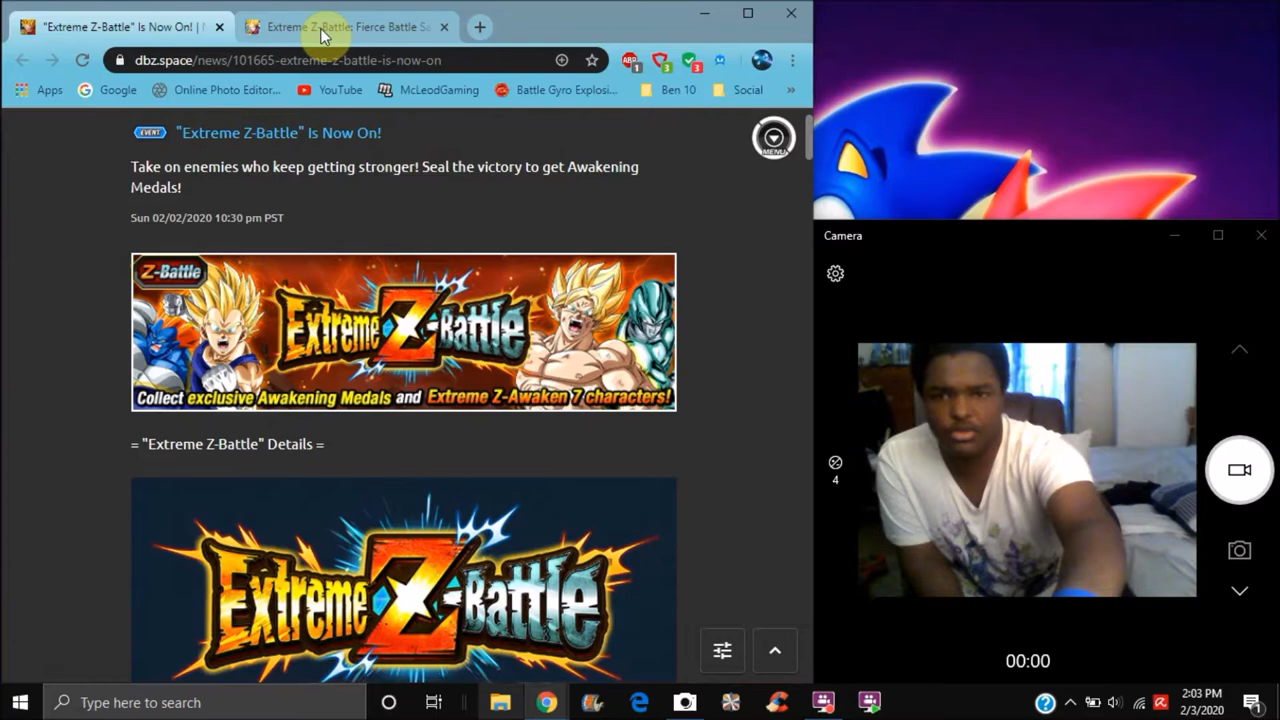 "Extreme Z-Battle" Is Now On! |
Extreme Z-Battle: Fierce Battle Se
dbz.space/news/101665-extreme-z-battle-is-now-on
1
3
3
Apps
Google
Online Photo Editor...
YouTube
McLeodGaming
Battle Gyro Explosi...
Ben 10
Social
»
EVENT
"Extreme Z-Battle" Is Now On!
MENU
Take on enemies who keep getting stronger! Seal the victory to get Awakening
Medals!
Sun 02/02/2020 10:30 pm PST
Z-Battle
Extreme Z-Battle
Collect exclusive Awakening Medals and Extreme Z-Awaken 7 characters!
= "Extreme Z-Battle" Details =
Extreme Z-Battle
Camera
4
00:00
Type here to search
2:03 PM
2/3/2020
1